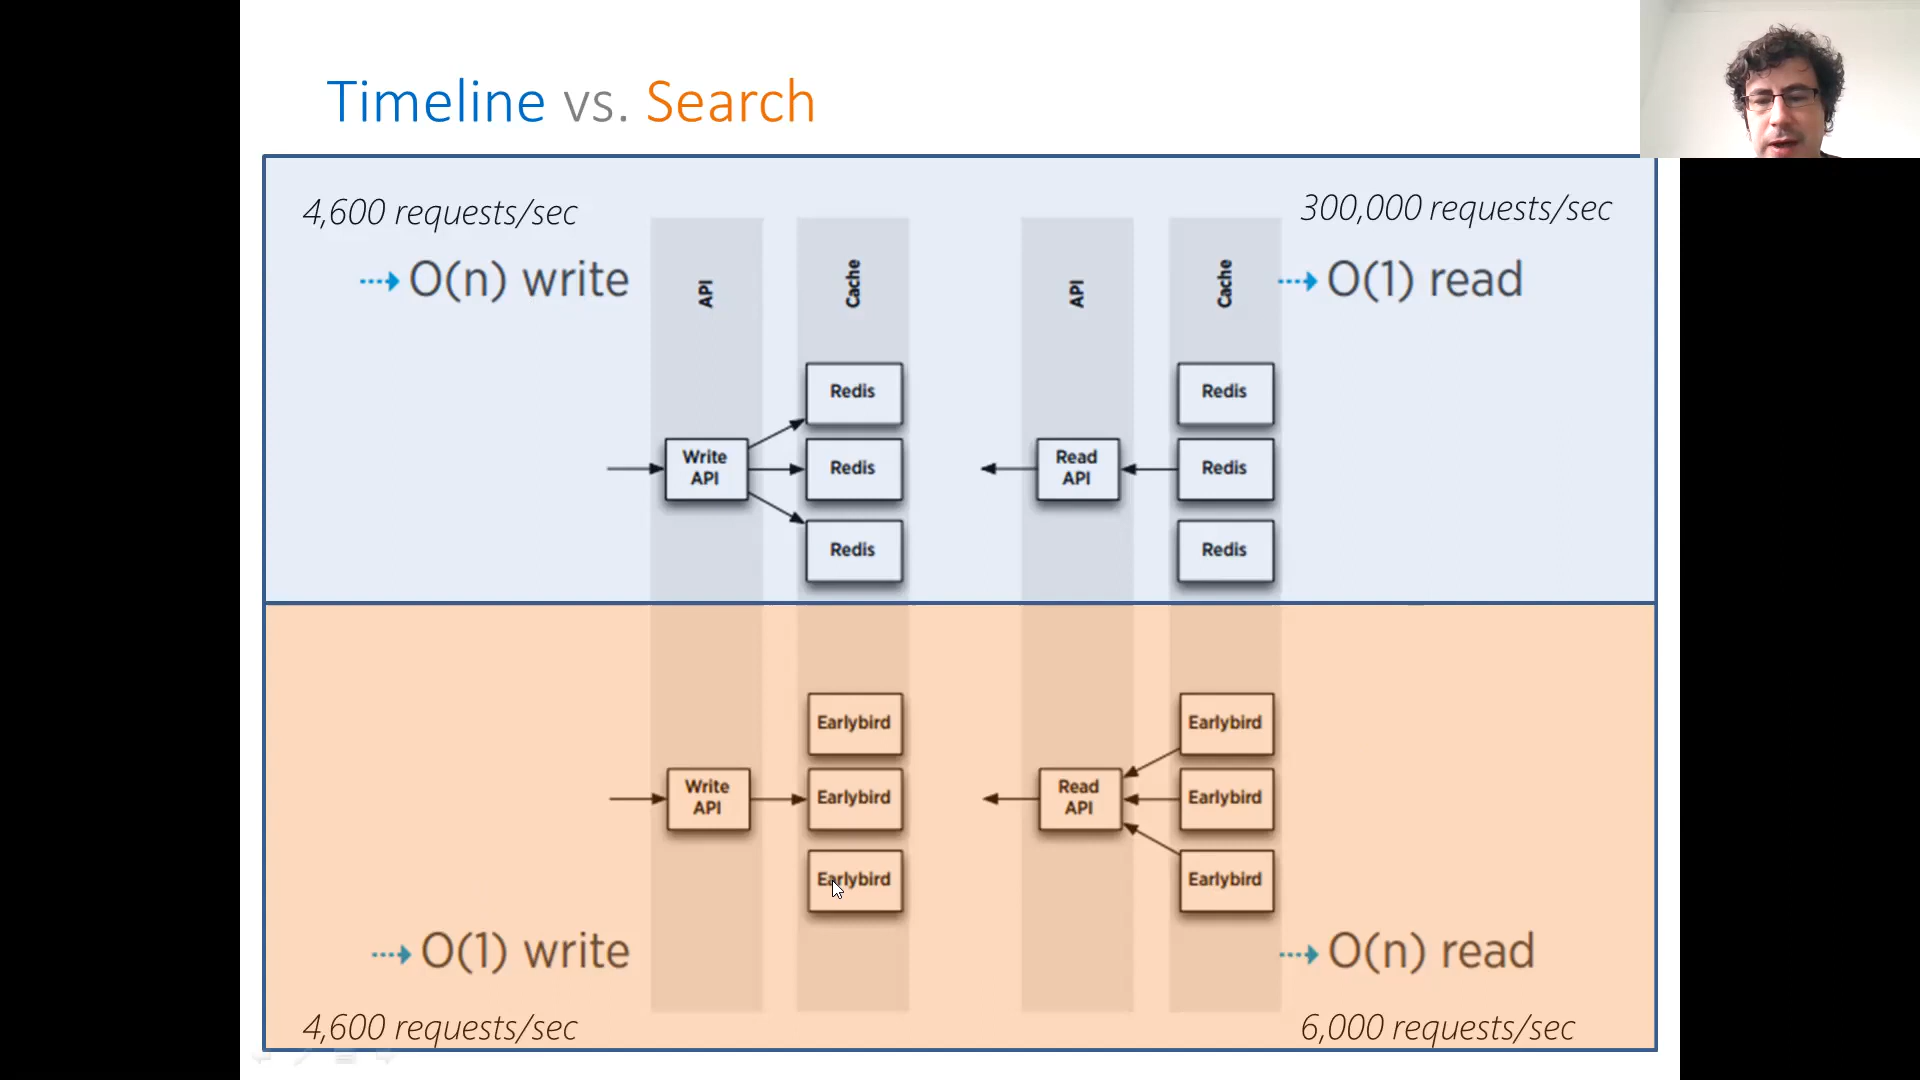 Timeline vs. Search
4,600 requests/sec
300,000 requests/sec
O(n) write
API
Cache
API
Cache
O(1) read
Redis
Redis
Write
API
Redis
Read
API
Redis
Redis
Redis
Earlybird
Earlybird
Write
API
Earlybird
Read
API
Earlybird
Earlybird
Earlybird
O(1) write
O(n) read
4,600 requests/sec
6,000 requests/sec